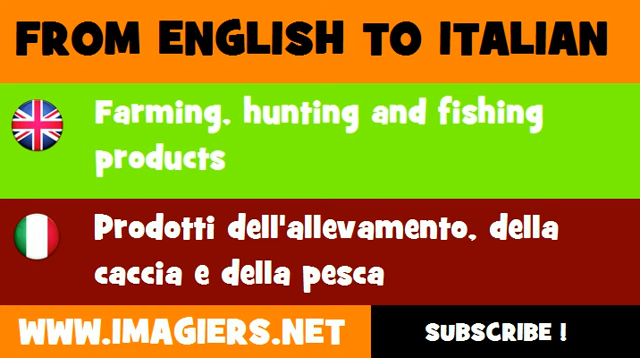 FROM ENGLISH TO ITALIAN
Farming, hunting and fishing
products
Prodotti dell'allevamento, della
caccia e della pesca
WWW.IMAGIERS.NET
SUBSCRIBE !